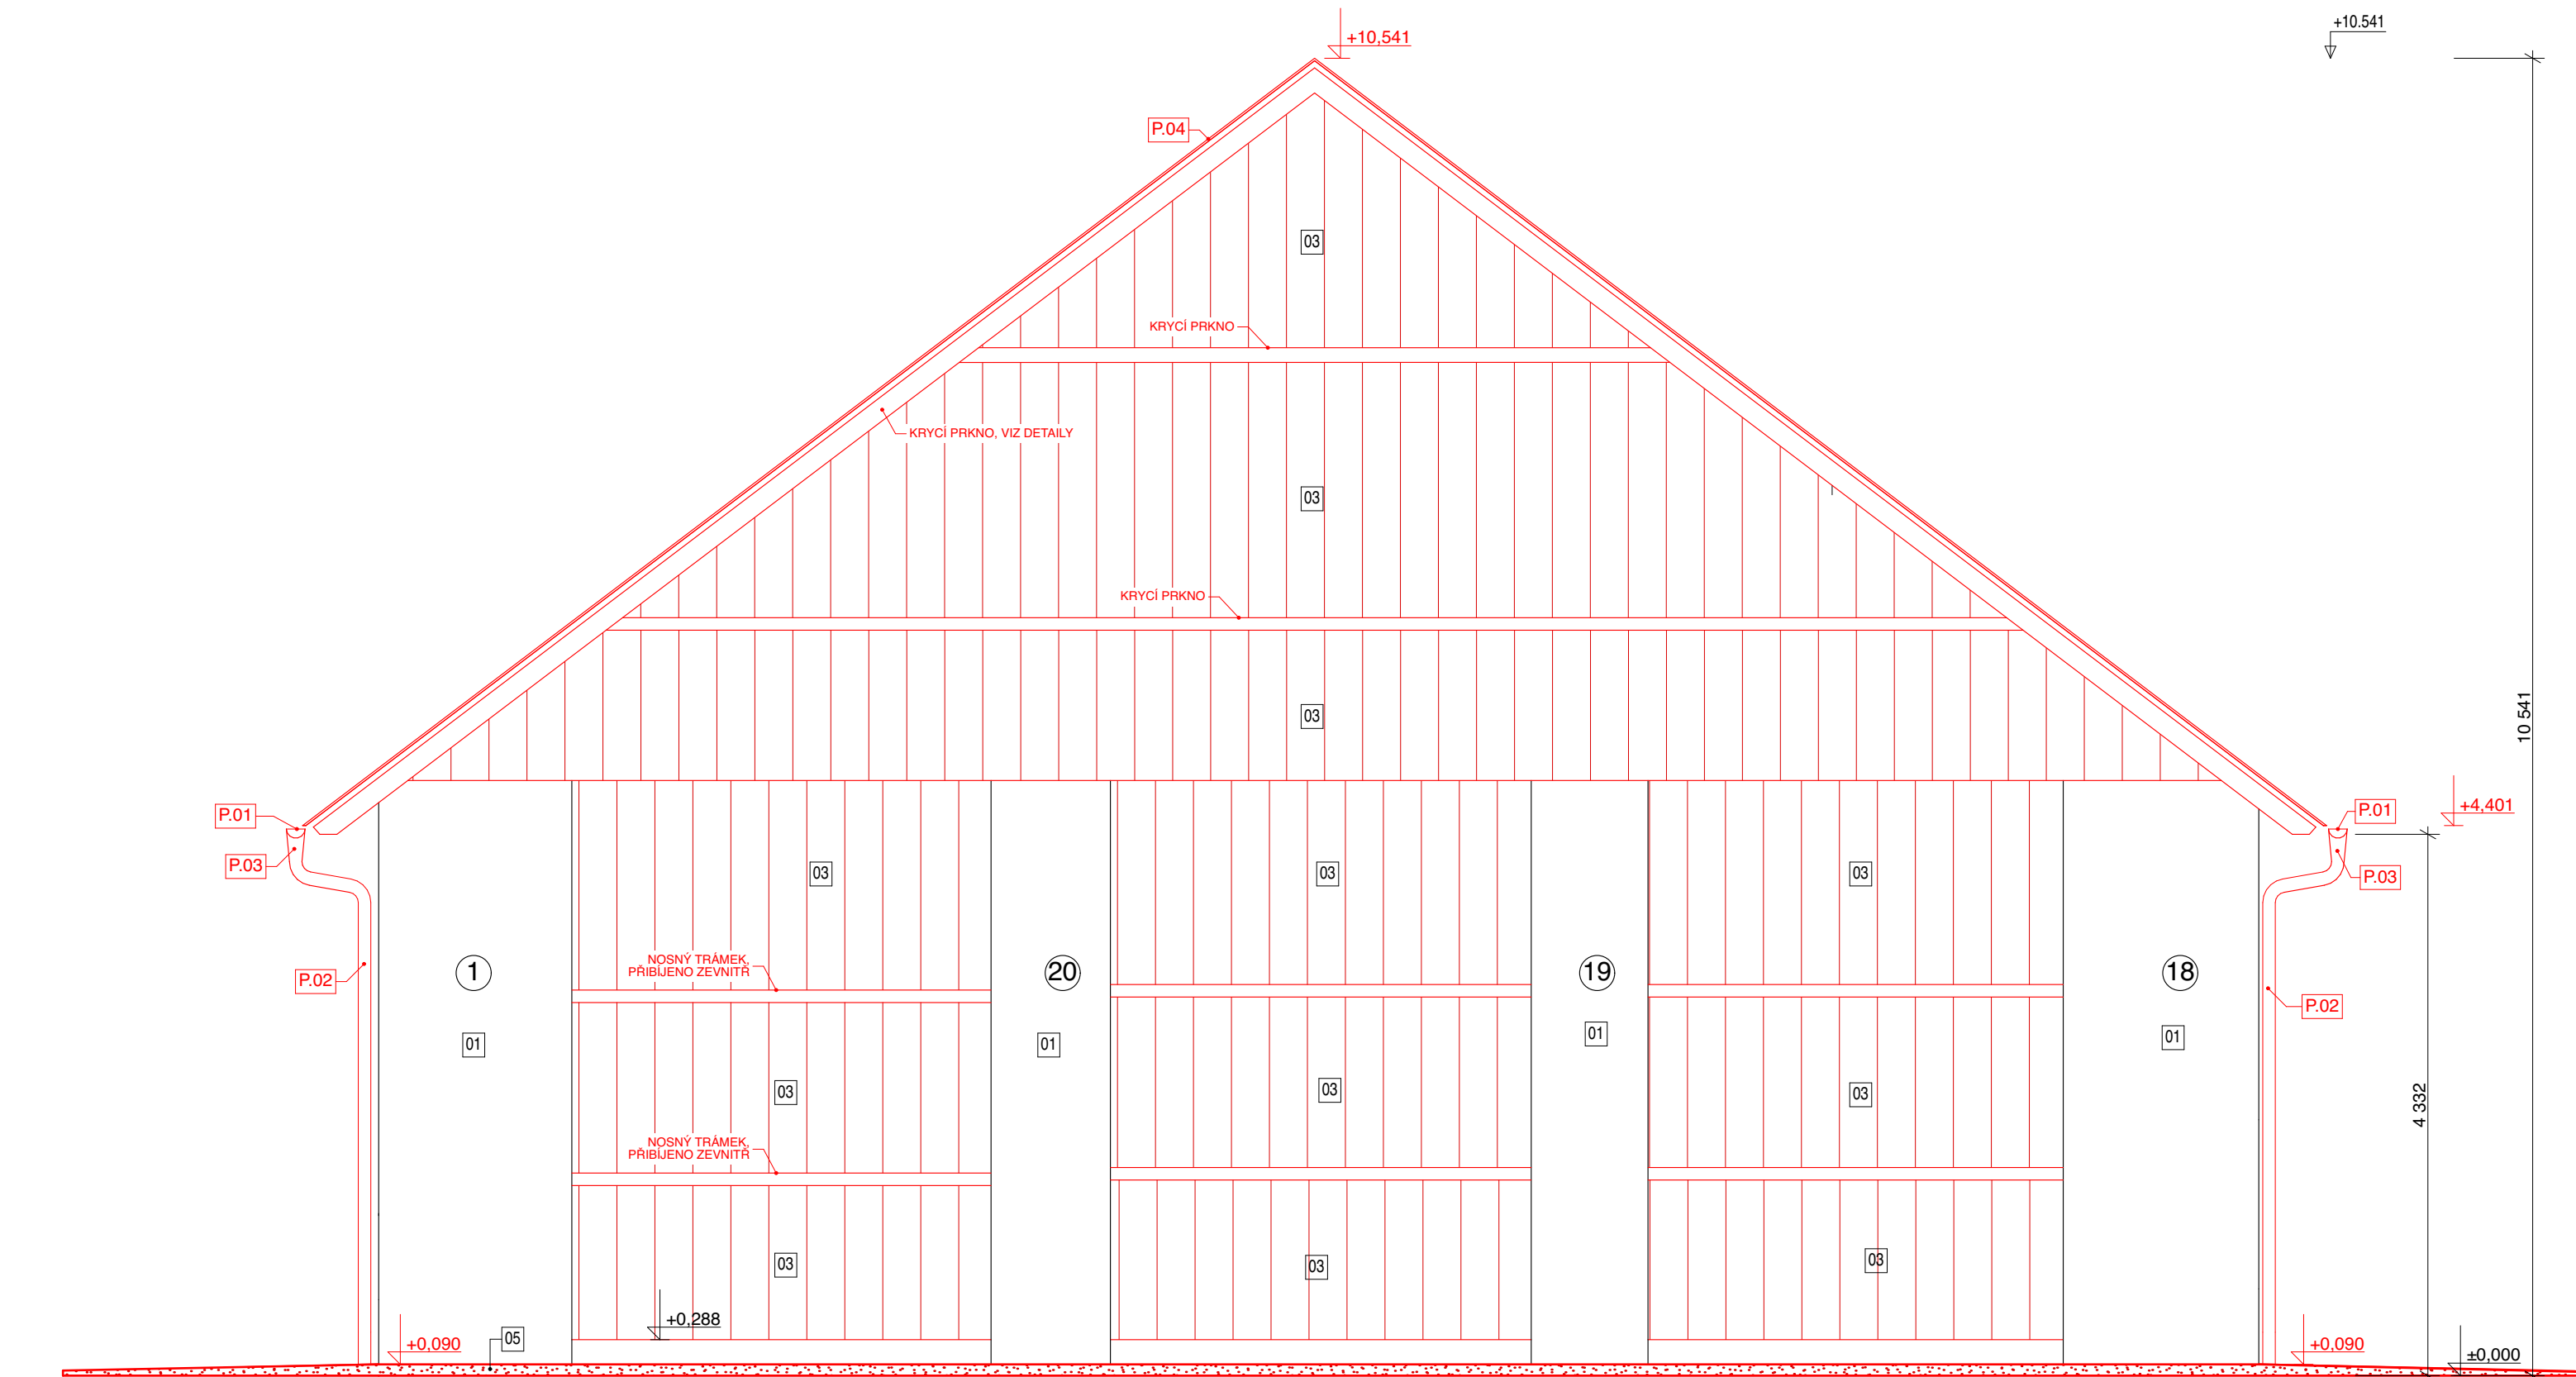 +10.541
+10,541
P.04
03
KRYCÍ PRKNO
KRYCÍ PRKNO, VIZ DETAILY
03
KRYCÍ PRKNO
03
10 541
P.01
P.01
+4,401
P.03
03
03
03
P.03
NOSNÝ TRÁMEK,
PŘIBÍJENO ZEVNITŘ
1
20
19
18
P.02
P.02
01
01
01
01
03
03
03
4 332
NOSNÝ TRÁMEK,
PŘIBÍJENO ZEVNITŘ
03
03
03
+0,288
05
+0,090
+0,090
±0,000